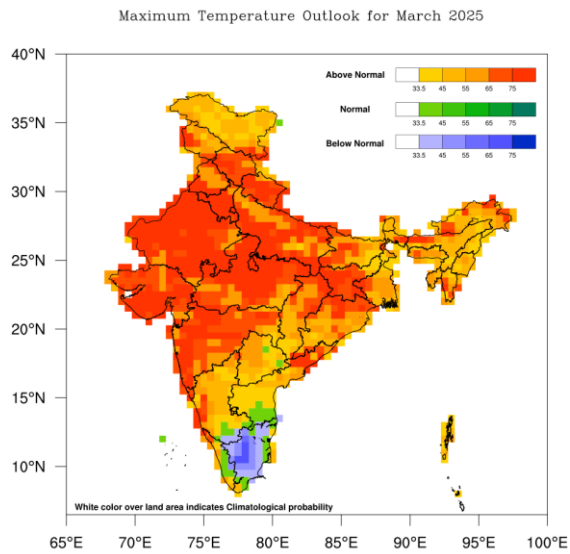 Maximum Temperature Outlook for March 2025
40°N
35°N
30°N
25°N
20°N
15°N
10°N
Above Normal
33.5 45 55 65 75
Normal
33.5 45 55 65 75
Below Normal
33.5 45 55 65 75
White color over land area indicates Climatological probability
65°E 70°E 75°E 80°E 85°E 90°E 95°E 100°E